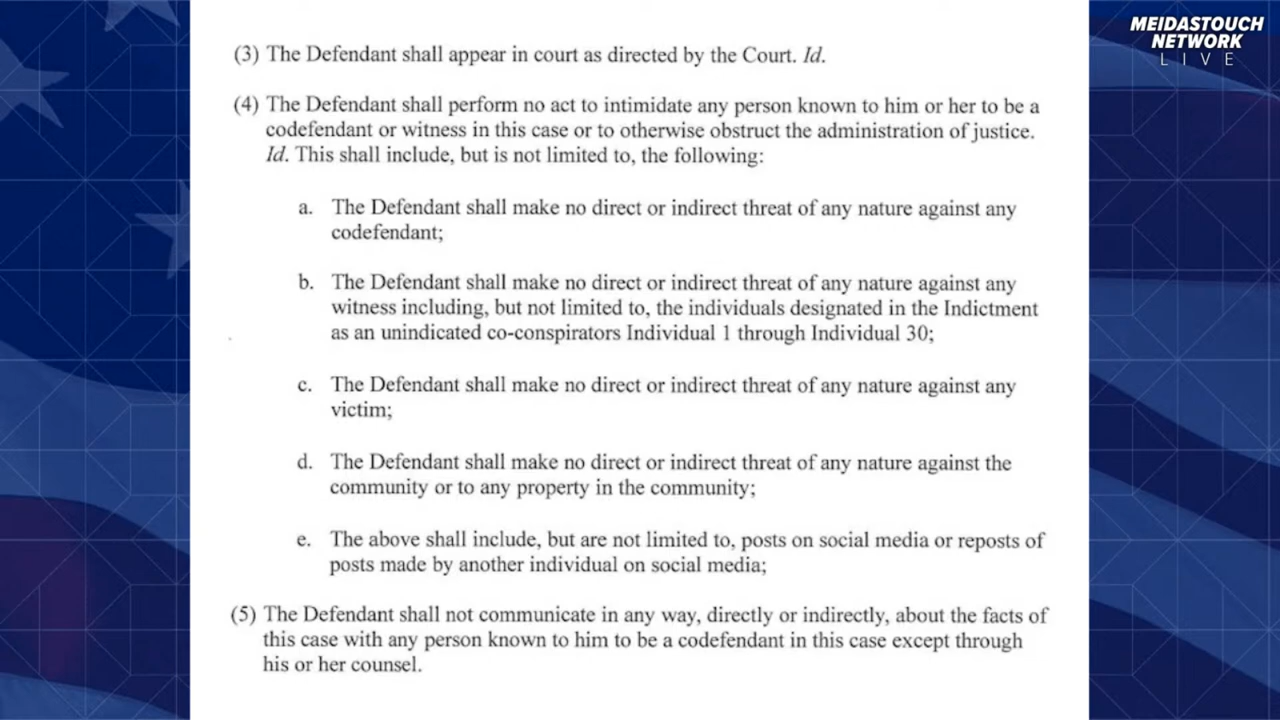 MEIDASTOUCH
NETWORK
LIVE
(3) The Defendant shall appear in court as directed by the Court. Id.
(4) The Defendant shall perform no act to intimidate any person known to him or her to be a
codefendant or witness in this case or to otherwise obstruct the administration of justice.
Id. This shall include, but is not limited to, the following:
a. The Defendant shall make no direct or indirect threat of any nature against any
codefendant;
b. The Defendant shall make no direct or indirect threat of any nature against any
witness including, but not limited to, the individuals designated in the Indictment
as an unindicated co-conspirators Individual 1 through Individual 30;
c. The Defendant shall make no direct or indirect threat of any nature against any
victim;
d. The Defendant shall make no direct or indirect threat of any nature against the
community or to any property in the community;
e. The above shall include, but are not limited to, posts on social media or reposts of
posts made by another individual on social media;
(5) The Defendant shall not communicate in any way, directly or indirectly, about the facts of
this case with any person known to him to be a codefendant in this case except through
his or her counsel.